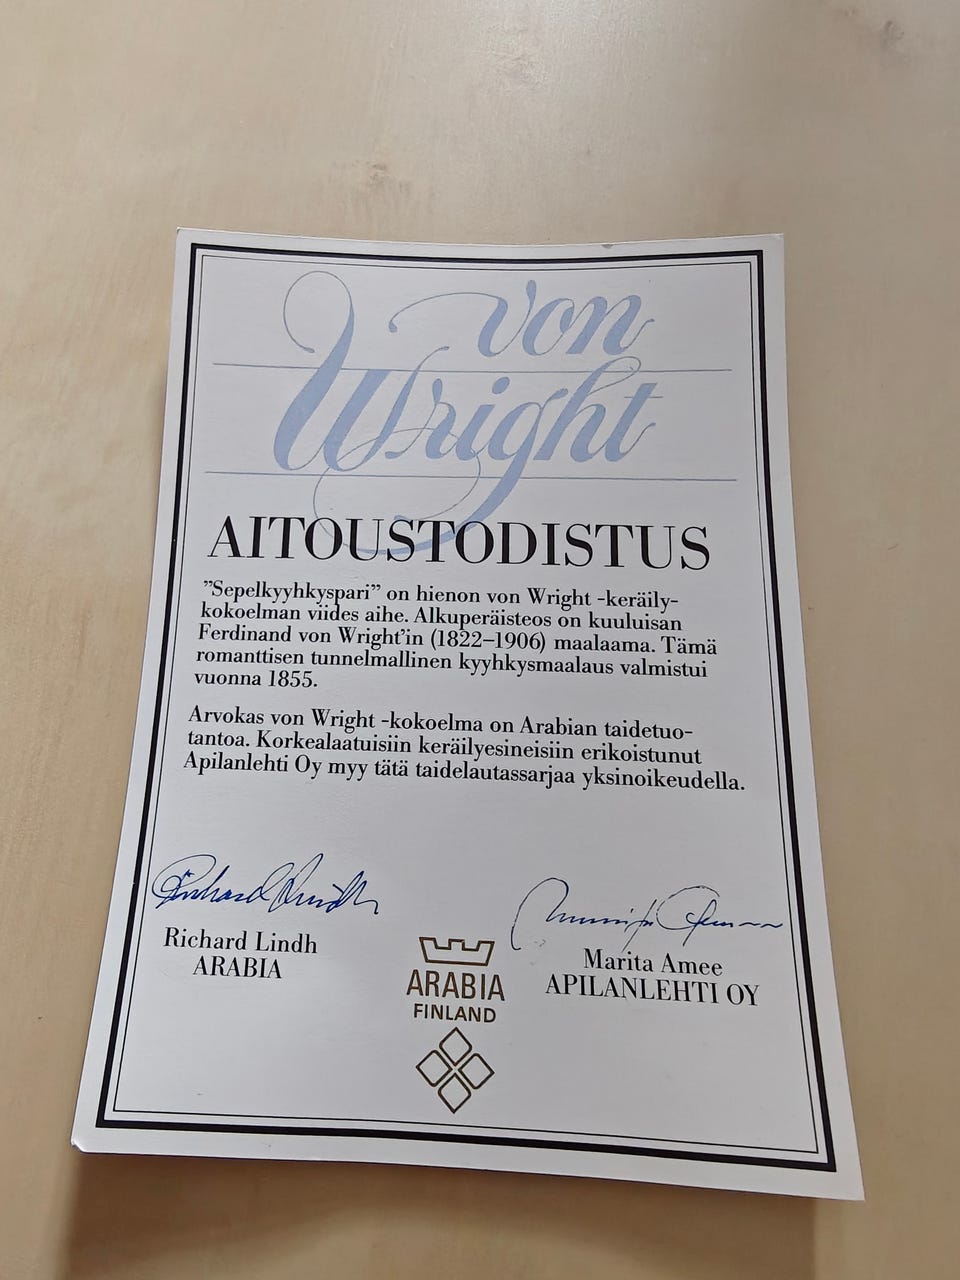 von
Wright
AITOUSTODISTUS
”Sepelkyyhkyspari” on hienon von Wright -keräily-
kokoelman viides aihe. Alkuperäisteos on kuuluisan
Ferdinand von Wright’in (1822–1906) maalaama. Tämä
romanttisen tunnelmallinen kyyhkysmaalaus valmistui
vuonna 1855.
Arvokas von Wright -kokoelma on Arabian taidetuo-
tantoa. Korkealaatuisiin keräilyesineisiin erikoistunut
Apilanlehti Oy myy tätä taidelautassarjaa yksinoikeudella.
Richard Lindh
Richard Lindh
ARABIA
Marita Amee
APILANLEHTI OY
ARABIA
FINLAND